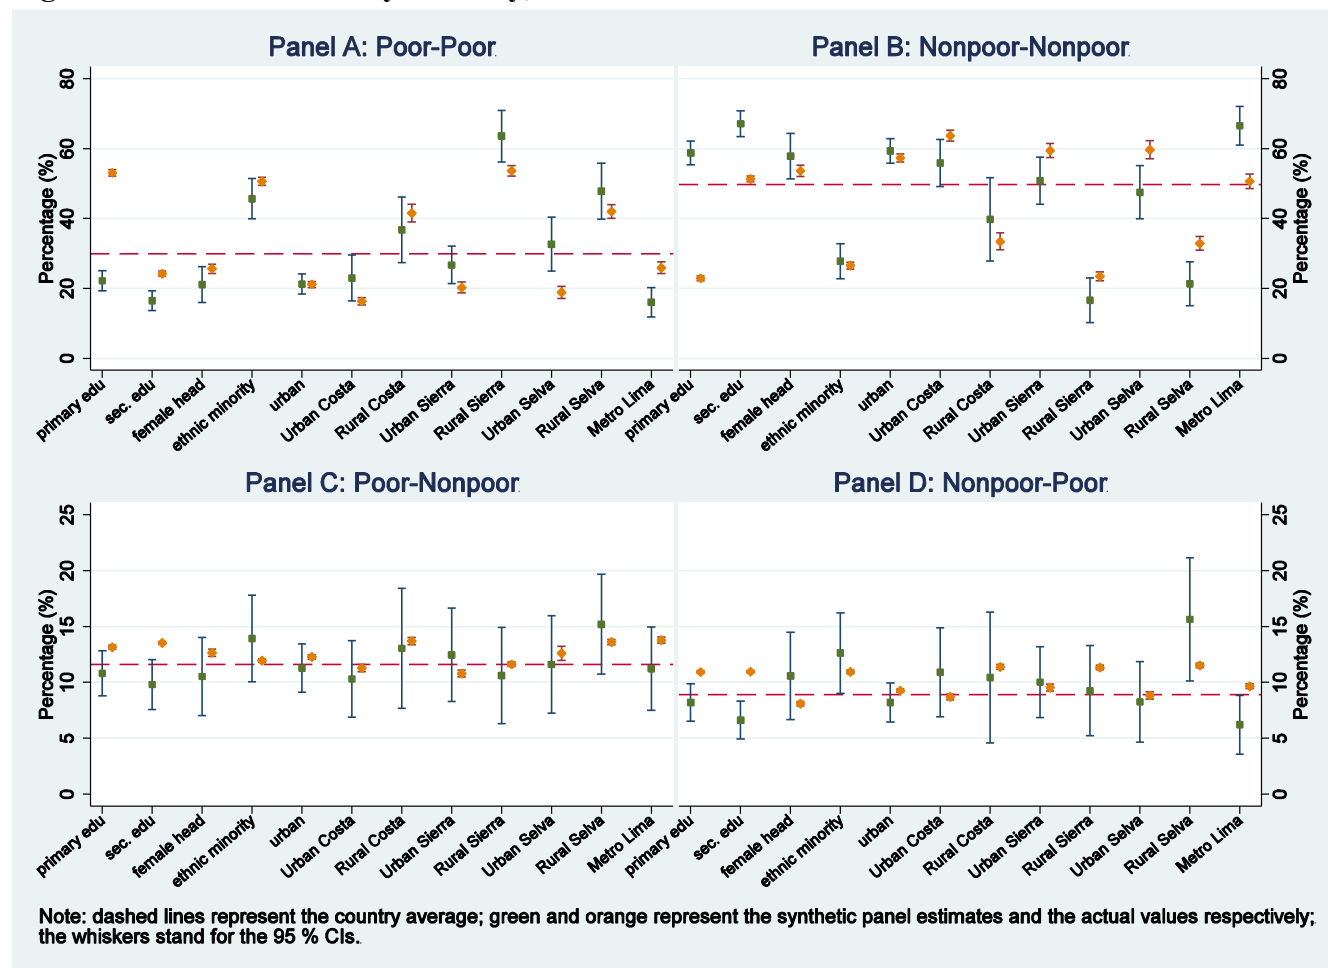 Panel A: Poor-Poor
Panel B: Nonpoor-Nonpoor
Percentage (%)
80
60
40
20
0
80
60
40
20
0
Percentage (%)
primary edu
sec. edu
female head
ethnic minority
urban
Urban Costa
Rural Costa
Urban Sierra
Rural Sierra
Urban Selva
Rural Selva
Metro Lima
primary edu
sec. edu
female head
ethnic minority
urban
Urban Costa
Rural Costa
Urban Sierra
Rural Sierra
Urban Selva
Rural Selva
Metro Lima
Panel C: Poor-Nonpoor
Panel D: Nonpoor-Poor
Percentage (%)
25
20
15
10
5
0
25
20
15
10
5
0
Percentage (%)
primary edu
sec. edu
female head
ethnic minority
urban
Urban Costa
Rural Costa
Urban Sierra
Rural Sierra
Urban Selva
Rural Selva
Metro Lima
primary edu
sec. edu
female head
ethnic minority
urban
Urban Costa
Rural Costa
Urban Sierra
Rural Sierra
Urban Selva
Rural Selva
Metro Lima
Note: dashed lines represent the country average; green and orange represent the synthetic panel estimates and the actual values respectively;
the whiskers stand for the 95 % CIs.